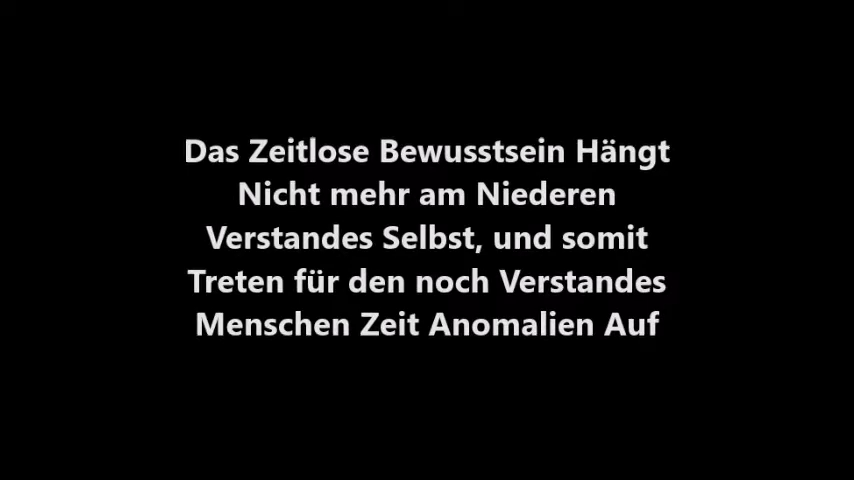 Das Zeitlose Bewusstsein Hängt
Nicht mehr am Niederen
Verstandes Selbst, und somit
Treten für den noch Verstandes
Menschen Zeit Anomalien Auf